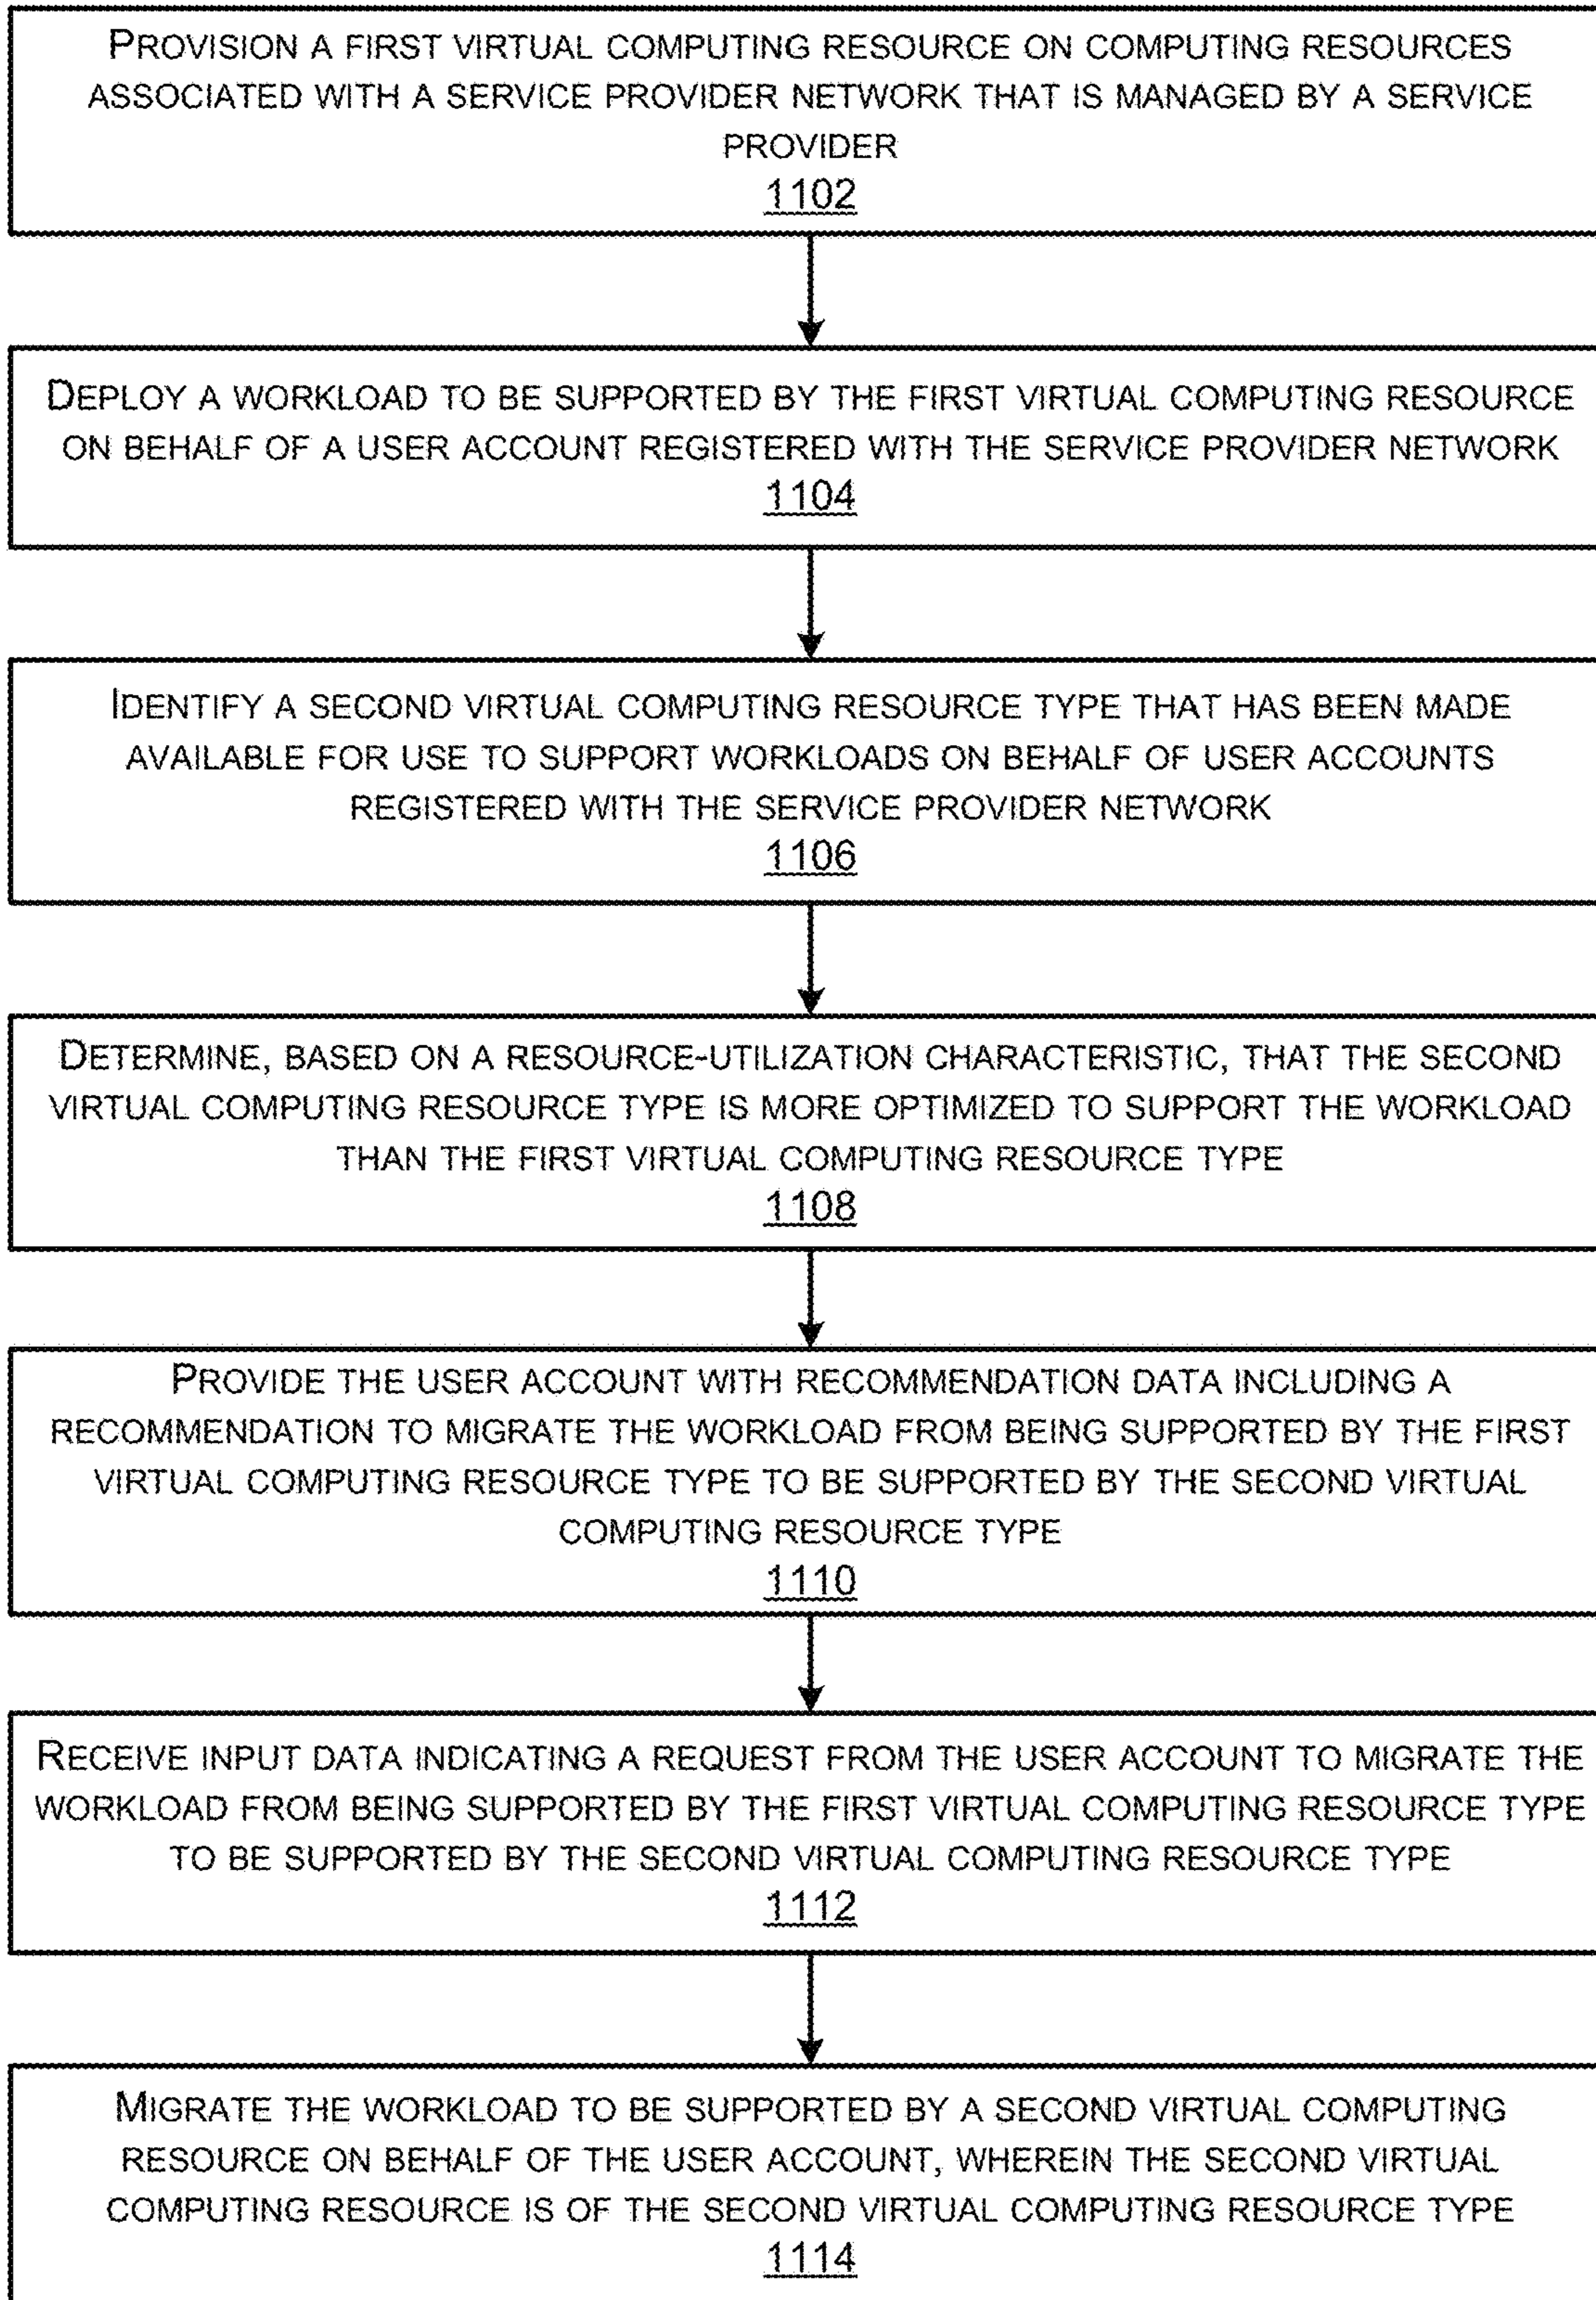 PROVISION A FIRST VIRTUAL COMPUTING RESOURCE ON COMPUTING RESOURCES
ASSOCIATED WITH A SERVICE PROVIDER NETWORK THAT IS MANAGED BY A SERVICE
PROVIDER
1102
DEPLOY A WORKLOAD TO BE SUPPORTED BY THE FIRST VIRTUAL COMPUTING RESOURCE
ON BEHALF OF A USER ACCOUNT REGISTERED WITH THE SERVICE PROVIDER NETWORK
1104
IDENTIFY A SECOND VIRTUAL COMPUTING RESOURCE TYPE THAT HAS BEEN MADE
AVAILABLE FOR USE TO SUPPORT WORKLOADS ON BEHALF OF USER ACCOUNTS
REGISTERED WITH THE SERVICE PROVIDER NETWORK
1106
DETERMINE, BASED ON A RESOURCE-UTILIZATION CHARACTERISTIC, THAT THE SECOND
VIRTUAL COMPUTING RESOURCE TYPE IS MORE OPTIMIZED TO SUPPORT THE WORKLOAD
THAN THE FIRST VIRTUAL COMPUTING RESOURCE TYPE
1108
PROVIDE THE USER ACCOUNT WITH RECOMMENDATION DATA INCLUDING A
RECOMMENDATION TO MIGRATE THE WORKLOAD FROM BEING SUPPORTED BY THE FIRST
VIRTUAL COMPUTING RESOURCE TYPE TO BE SUPPORTED BY THE SECOND VIRTUAL
COMPUTING RESOURCE TYPE
1110
RECEIVE INPUT DATA INDICATING A REQUEST FROM THE USER ACCOUNT TO MIGRATE THE
WORKLOAD FROM BEING SUPPORTED BY THE FIRST VIRTUAL COMPUTING RESOURCE TYPE
TO BE SUPPORTED BY THE SECOND VIRTUAL COMPUTING RESOURCE TYPE
1112
MIGRATE THE WORKLOAD TO BE SUPPORTED BY A SECOND VIRTUAL COMPUTING
RESOURCE ON BEHALF OF THE USER ACCOUNT, WHEREIN THE SECOND VIRTUAL
COMPUTING RESOURCE IS OF THE SECOND VIRTUAL COMPUTING RESOURCE TYPE
1114